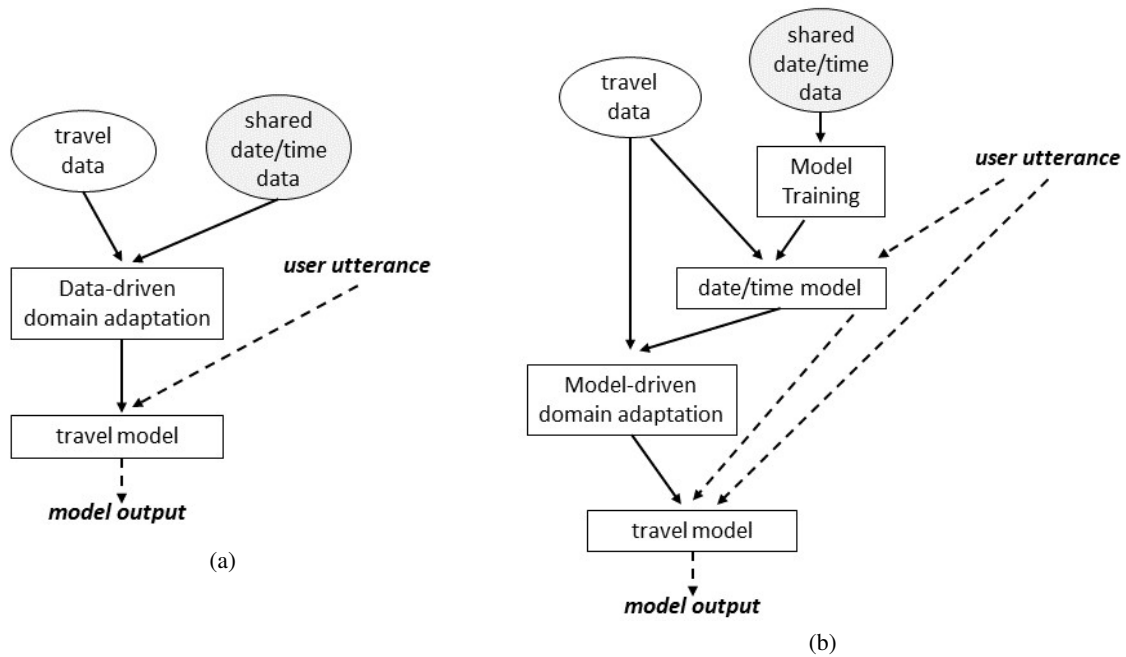 travel
data
shared
date/time
data
user utterance
Data-driven
domain adaptation
travel model
model output
(a)
shared
date/time
data
travel
data
Model
Training
user utterance
date/time model
Model-driven
domain adaptation
travel model
model output
(b)